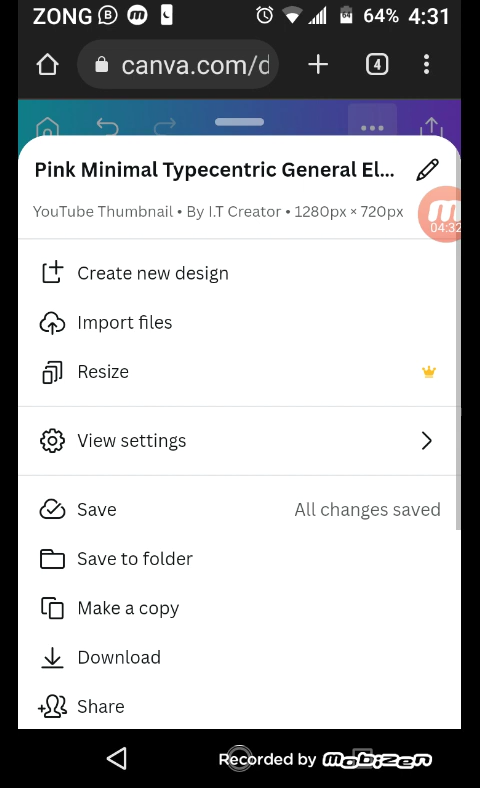 ZONG 64% 4:31
canva.com/d 4
Pink Minimal Typecentric General El...
YouTube Thumbnail • By I.T Creator • 1280px × 720px
04:32
Create new design
Import files
Resize
View settings
Save All changes saved
Save to folder
Make a copy
Download
Share
Recorded by MOBIZEN